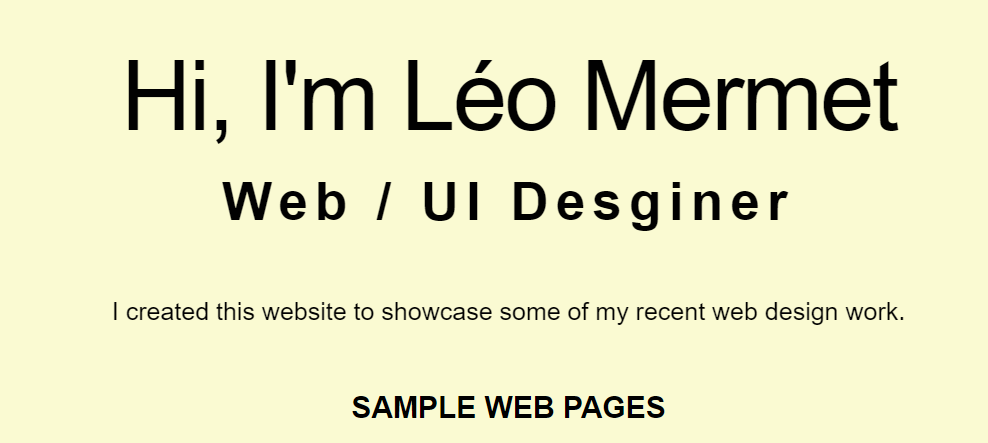 Hi, I'm Léo Mermet
Web / UI Desginer
I created this website to showcase some of my recent web design work.
SAMPLE WEB PAGES